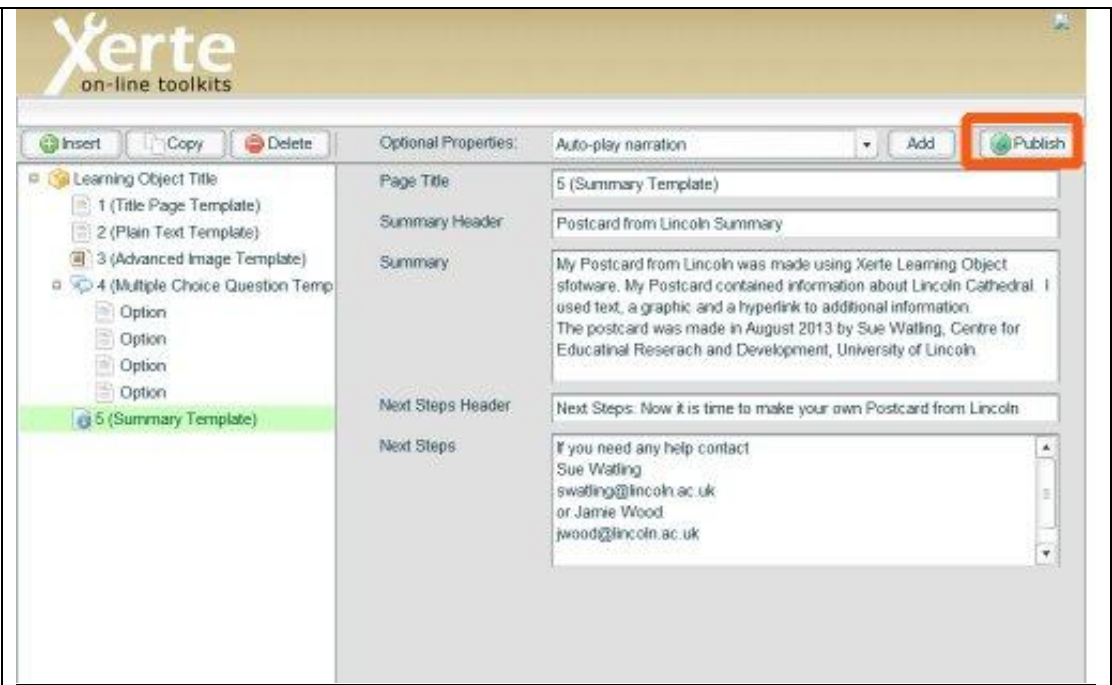 Xerte
on-line toolkits
Insert Copy Delete Optional Properties: Auto-play narration Add Publish
Learning Object Title
1 (Title Page Template)
2 (Plain Text Template)
3 (Advanced Image Template)
4 (Multiple Choice Question Temp
Option
Option
Option
Option
5 (Summary Template)
Page Title
5 (Summary Template)
Summary Header
Postcard from Lincoln Summary
Summary
My Postcard from Lincoln was made using Xerte Learning Object
sfotware. My Postcard contained information about Lincoln Cathedral. I
used text, a graphic and a hyperlink to additional information.
The postcard was made in August 2013 by Sue Watling, Centre for
Educatinal Reserach and Development, University of Lincoln.
Next Steps Header
Next Steps: Now it is time to make your own Postcard from Lincoln
Next Steps
If you need any help contact
Sue Watling
swatling@lincoln.ac.uk
or Jamie Wood
jwood@lincoln.ac.uk